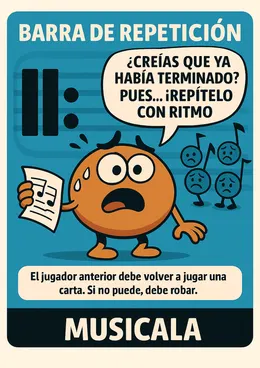 BARRA DE REPETICIÓN
¿CREÍAS QUE YA
HABÍA TERMINADO?
PUES... ¡REPÍTELO
CON RITMO
El jugador anterior debe volver a jugar una
carta. Si no puede, debe robar.
MUSICALA